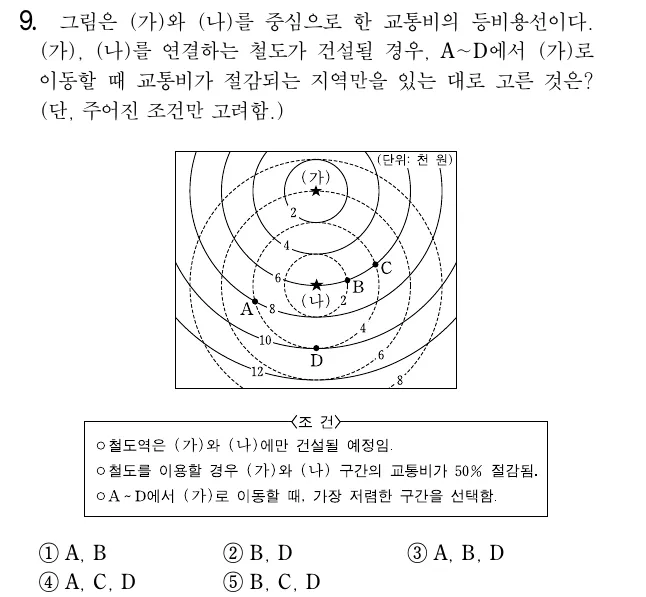 9. 그림은 (가)와 (나)를 중심으로 한 교통비의 등비용선이다.
(가), (나)를 연결하는 철도가 건설될 경우, A~D에서 (가)로
이동할 때 교통비가 절감되는 지역만을 있는 대로 고른 것은?
(단, 주어진 조건만 고려함.)
(단위: 천 원)
(가)
2
4
6
C
B
(나)
2
A
8
4
10
D
6
12
8
<조 건>
○철도역은 (가)와 (나)에만 건설될 예정임.
○철도를 이용할 경우 (가)와 (나) 구간의 교통비가 50% 절감됨.
○A~D에서 (가)로 이동할 때, 가장 저렴한 구간을 선택함.
① A, B ② B, D ③ A, B, D
④ A, C, D ⑤ B, C, D